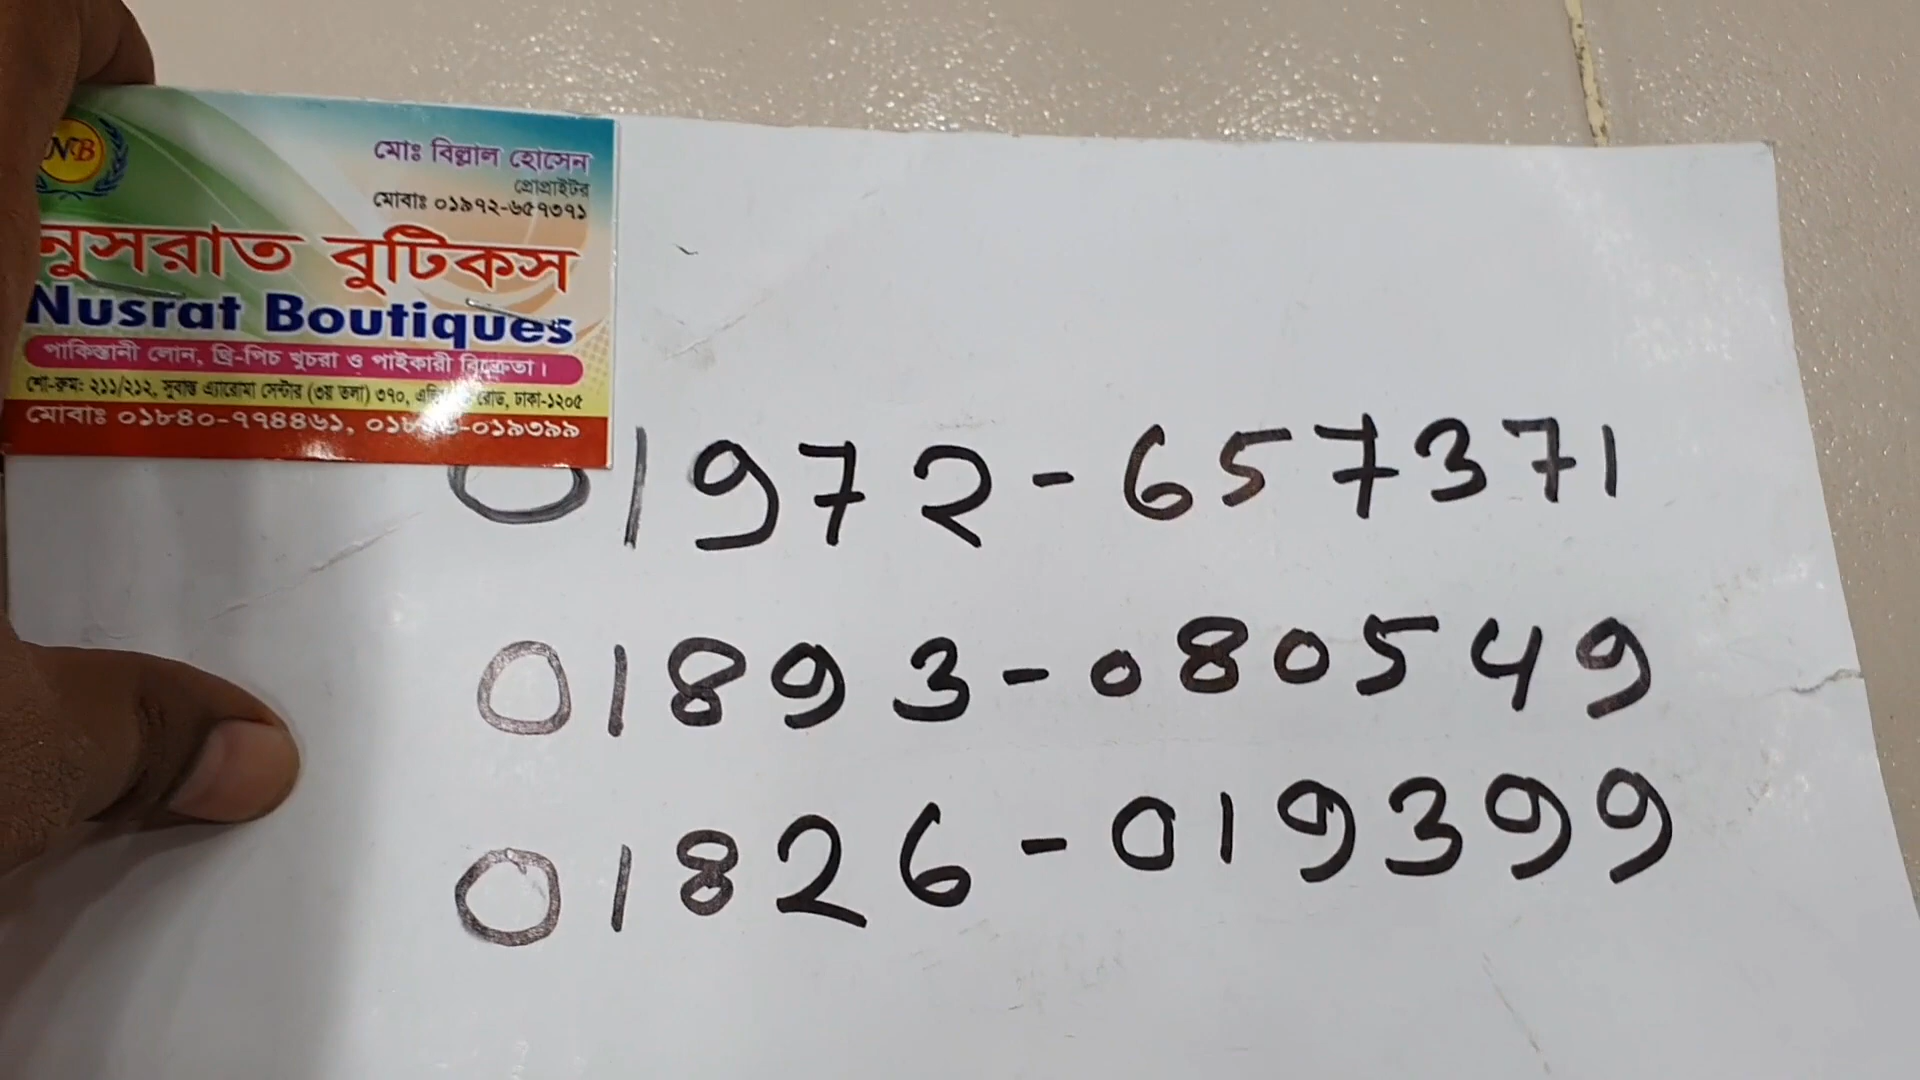 NB
মোঃ বিল্লাল হোসেন
প্রোপ্রাইটর
মোবাঃ ০১৯৭২-৬৫৭৩৭১
নুসরাত বুটিকস
Nusrat Boutiques
পাকিস্তানী লোন, থ্রি-পিচ খুচরা ও পাইকারী বিক্রেতা।
শো-রুম: ২১১/২১২, সুবাস্তু এ্যারোমা সেন্টার (৩য় তলা) ৩৭০, রোড, ঢাকা-১২০৫
মোবাঃ ০১৮৪০-৭৭৪৪৬১,
01972-657371
01893-080549
01826-019399